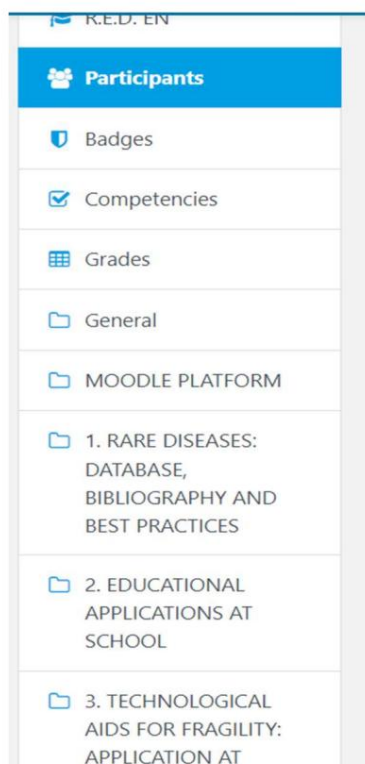 R.E.D. EN
Participants
Badges
Competencies
Grades
General
MOODLE PLATFORM
1. RARE DISEASES:
DATABASE,
BIBLIOGRAPHY AND
BEST PRACTICES
2. EDUCATIONAL
APPLICATIONS AT
SCHOOL
3. TECHNOLOGICAL
AIDS FOR FRAGILITY:
APPLICATION AT